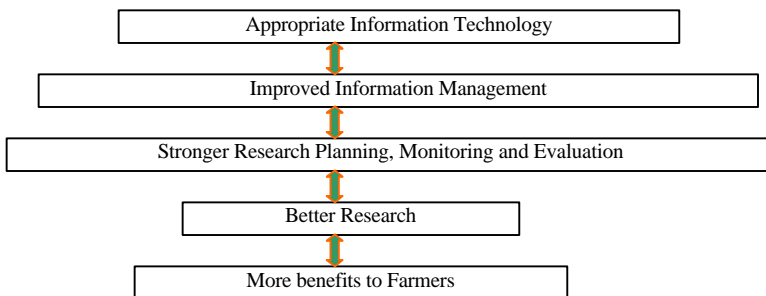 Appropriate Information Technology
Improved Information Management
Stronger Research Planning, Monitoring and Evaluation
Better Research
More benefits to Farmers